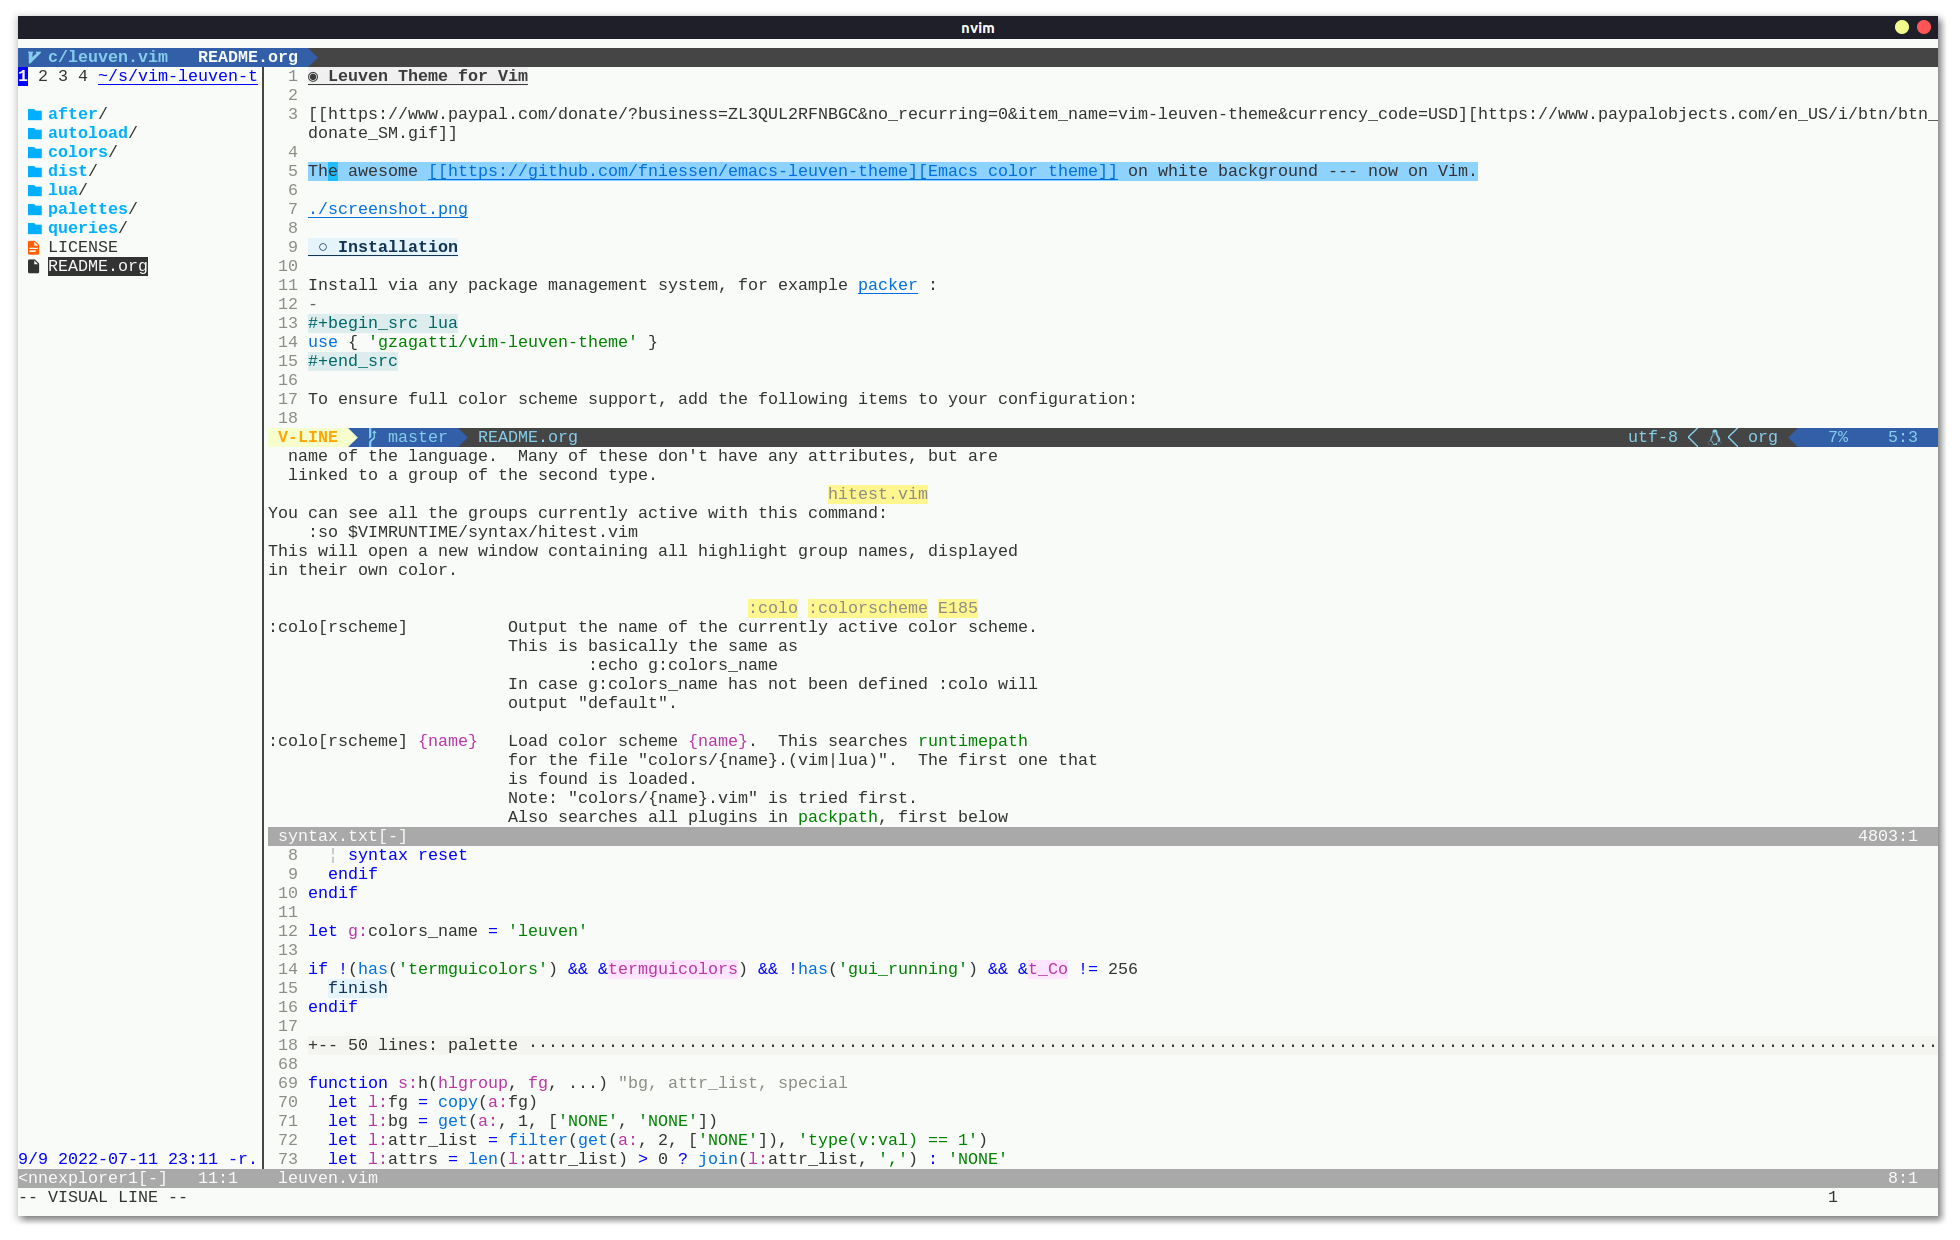 nvim
c/leuven.vim README.org
1 2 3 4 ~/s/vim-leuven-t
after/
autoload/
colors/
dist/
lua/
palettes/
queries/
LICENSE
README.org
9/9 2022-07-11 23:11 -r.
<nnexplorer1[-] 11:1
1 ◉ Leuven Theme for Vim
2
3 [[https://www.paypal.com/donate/?business=ZL3QUL2RFNBGC&no_recurring=0&item_name=vim-leuven-theme&currency_code=USD][https://www.paypalobjects.com/en_US/i/btn/btn_
donate_SM.gif]]
4
5 The awesome [[https://github.com/fniessen/emacs-leuven-theme][Emacs color theme]] on white background --- now on Vim.
6
7 ./screenshot.png
8
9 ○ Installation
10
11 Install via any package management system, for example packer :
12 -
13 #+begin_src lua
14 use { 'gzagatti/vim-leuven-theme' }
15 #+end_src
16
17 To ensure full color scheme support, add the following items to your configuration:
18
V-LINE master README.org utf-8 org 7% 5:3
name of the language.  Many of these don't have any attributes, but are
linked to a group of the second type.
hitest.vim
You can see all the groups currently active with this command:
:so $VIMRUNTIME/syntax/hitest.vim
This will open a new window containing all highlight group names, displayed
in their own color.
:colo :colorscheme E185
:colo[rscheme] Output the name of the currently active color scheme.
This is basically the same as
:echo g:colors_name
In case g:colors_name has not been defined :colo will
output "default".
:colo[rscheme] {name} Load color scheme {name}.  This searches runtimepath
for the file "colors/{name}.(vim|lua)".  The first one that
is found is loaded.
Note: "colors/{name}.vim" is tried first.
Also searches all plugins in packpath, first below
syntax.txt[-] 4803:1
8 ¦ syntax reset
9 endif
10 endif
11
12 let g:colors_name = 'leuven'
13
14 if !(has('termguicolors') && &termguicolors) && !has('gui_running') && &t_Co != 256
15 finish
16 endif
17
18 +-- 50 lines: palette ·············································································································································
68
69 function s:h(hlgroup, fg, ...) "bg, attr_list, special
70 let l:fg = copy(a:fg)
71 let l:bg = get(a:, 1, ['NONE', 'NONE'])
72 let l:attr_list = filter(get(a:, 2, ['NONE']), 'type(v:val) == 1')
73 let l:attrs = len(l:attr_list) > 0 ? join(l:attr_list, ',') : 'NONE'
leuven.vim 8:1
-- VISUAL LINE -- 1